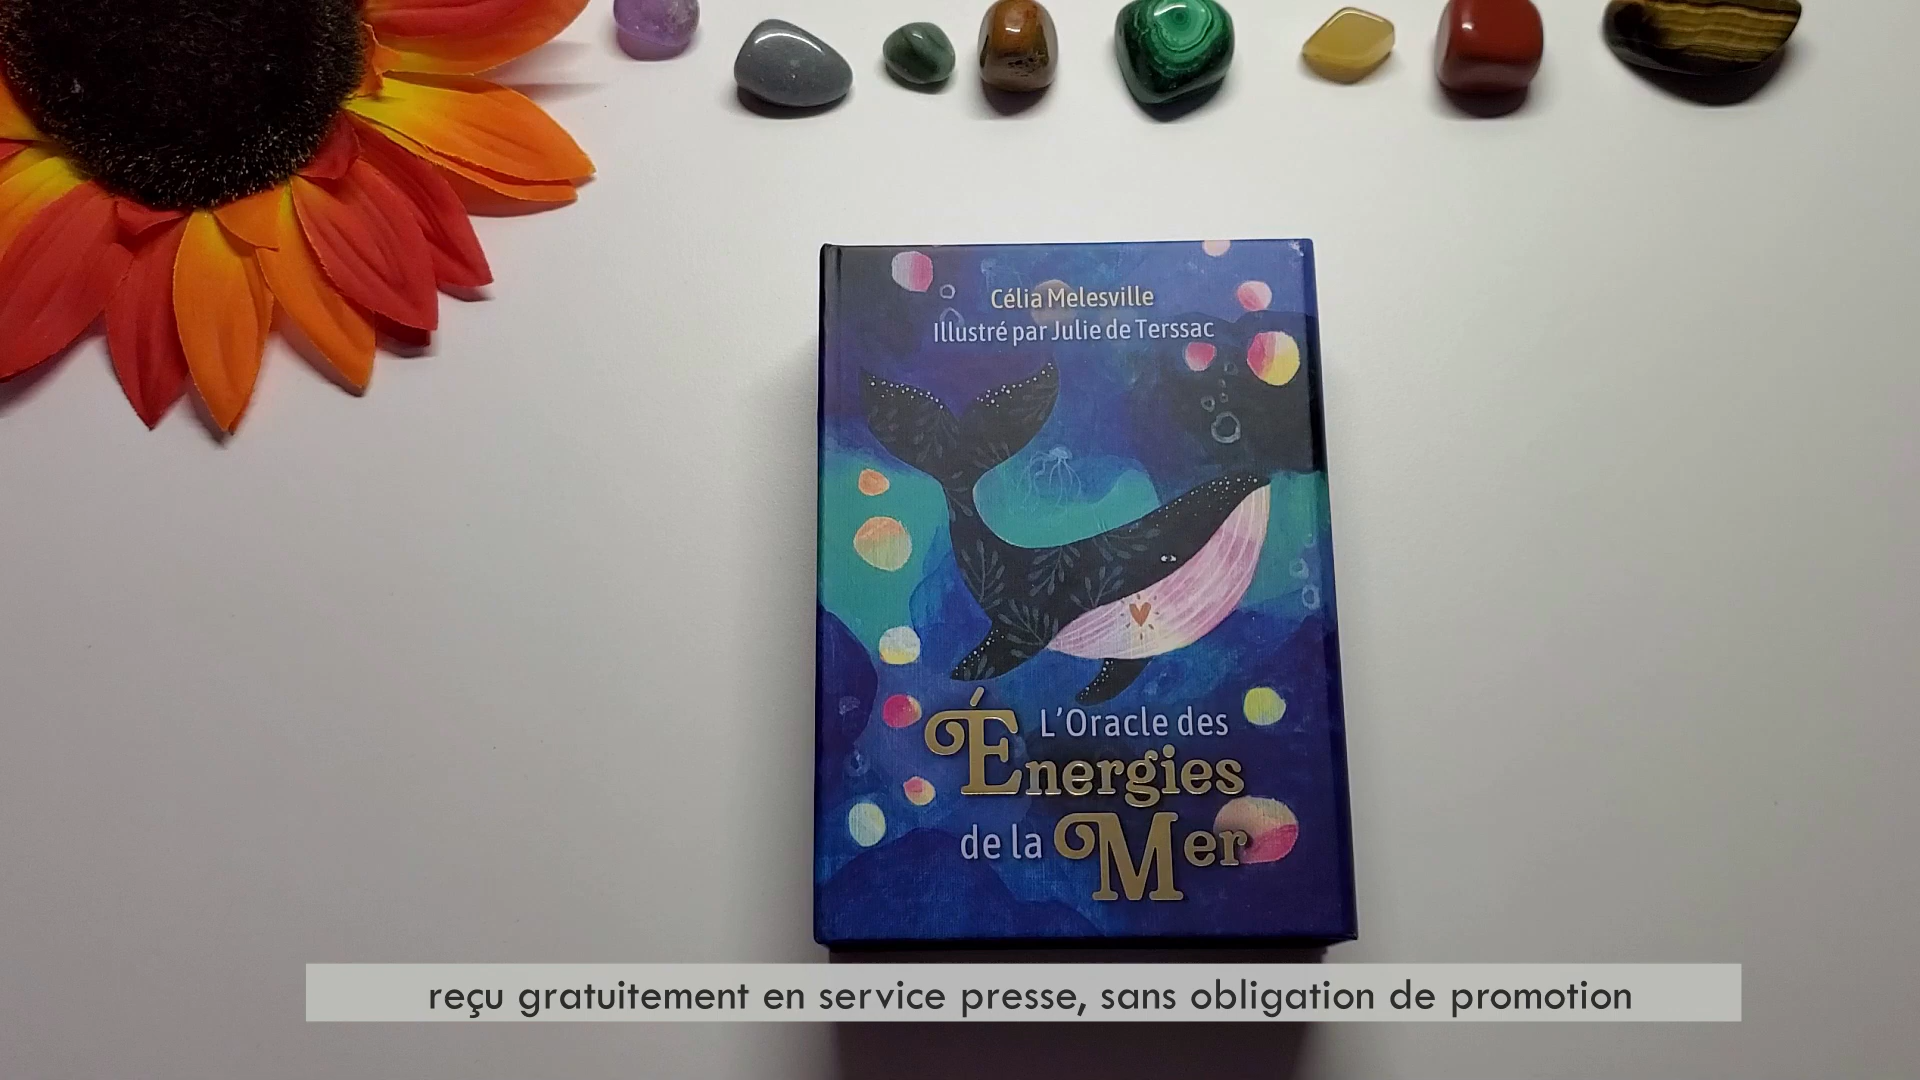 Célia Melesville
Illustré par Julie de Terssac
L'Oracle des
Énergies
de la Mer
reçu gratuitement en service presse, sans obligation de promotion